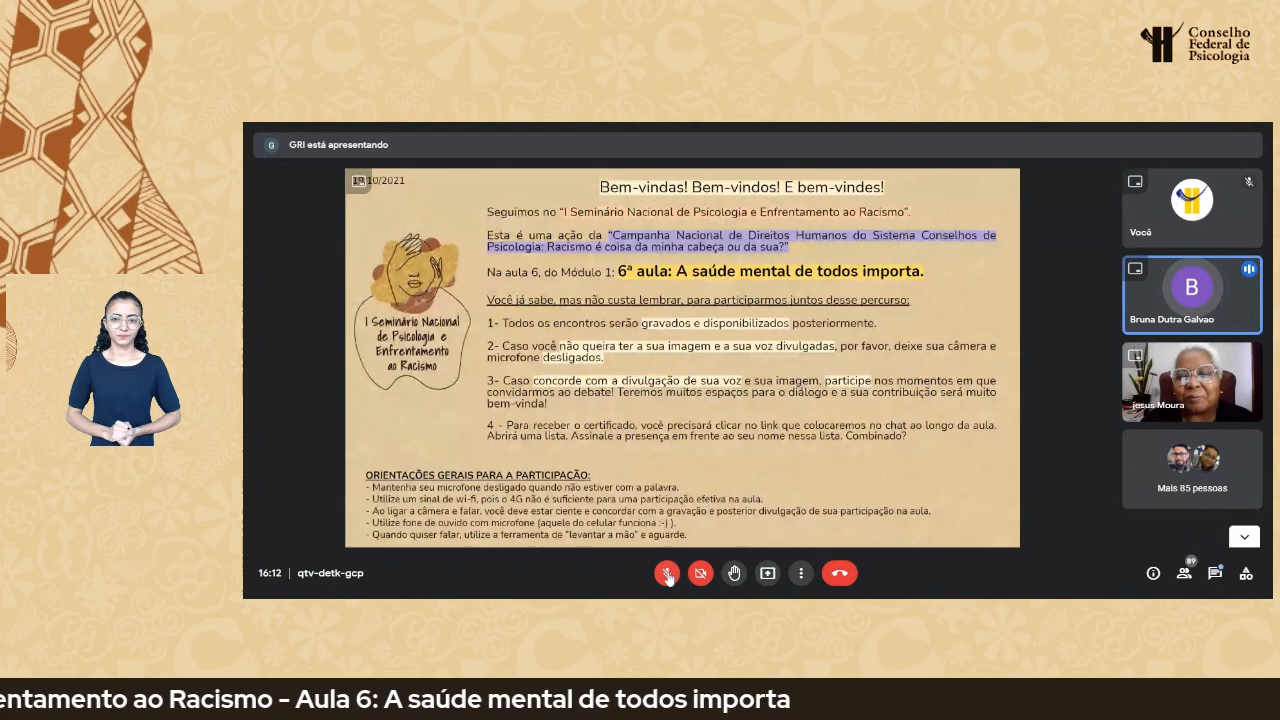 Conselho
Federal de
Psicologia
G GRI está apresentando
19/10/2021
Bem-vindas! Bem-vindos! E bem-vindes!
Seguimos no “I Seminário Nacional de Psicologia e Enfrentamento ao Racismo”.
Esta é uma ação da “Campanha Nacional de Direitos Humanos do Sistema Conselhos de
Psicologia: Racismo é coisa da minha cabeça ou da sua?”
Na aula 6, do Módulo 1: 6ª aula: A saúde mental de todos importa.
Você já sabe, mas não custa lembrar, para participarmos juntos desse percurso:
1- Todos os encontros serão gravados e disponibilizados posteriormente.
2- Caso você não queira ter a sua imagem e a sua voz divulgadas, por favor, deixe sua câmera e
microfone desligados.
3- Caso concorde com a divulgação de sua voz e sua imagem, participe nos momentos em que
convidarmos ao debate! Teremos muitos espaços para o diálogo e a sua contribuição será muito
bem-vinda!
4 - Para receber o certificado, você precisará clicar no link que colocaremos no chat ao longo da aula.
Abrirá uma lista. Assinale a presença em frente ao seu nome nessa lista. Combinado?
I Seminário Nacional
de Psicologia e
Enfrentamento
ao Racismo
ORIENTAÇÕES GERAIS PARA A PARTICIPAÇÃO:
- Mantenha seu microfone desligado quando não estiver com a palavra.
- Utilize um sinal de wi-fi, pois o 4G não é suficiente para uma participação efetiva na aula.
- Ao ligar a câmera e falar, você deve estar ciente e concordar com a gravação e posterior divulgação de sua participação na aula.
- Utilize fone de ouvido com microfone (aquele do celular funciona :-) ).
- Quando quiser falar, utilize a ferramenta de “levantar a mão” e aguarde.
Você
B
Bruna Dutra Galvao
jesus Moura
Mais 85 pessoas
16:12 | qtv-detk-gcp
89
entamento ao Racismo - Aula 6: A saúde mental de todos importa